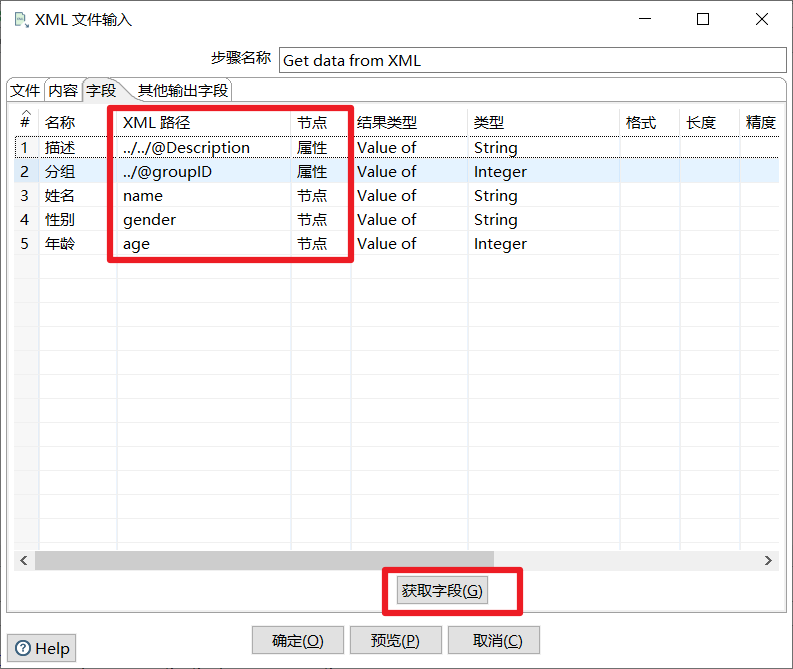 XML 文件输入
步骤名称 Get data from XML
文件 内容 字段 其他输出字段
# 名称 XML 路径 节点 结果类型 类型 格式 长度 精度
1 描述 ../../@Description 属性 Value of String
2 分组 ../@groupID 属性 Value of Integer
3 姓名 name 节点 Value of String
4 性别 gender 节点 Value of String
5 年龄 age 节点 Value of Integer
获取字段(G)
确定(O) 预览(P) 取消(C)
Help